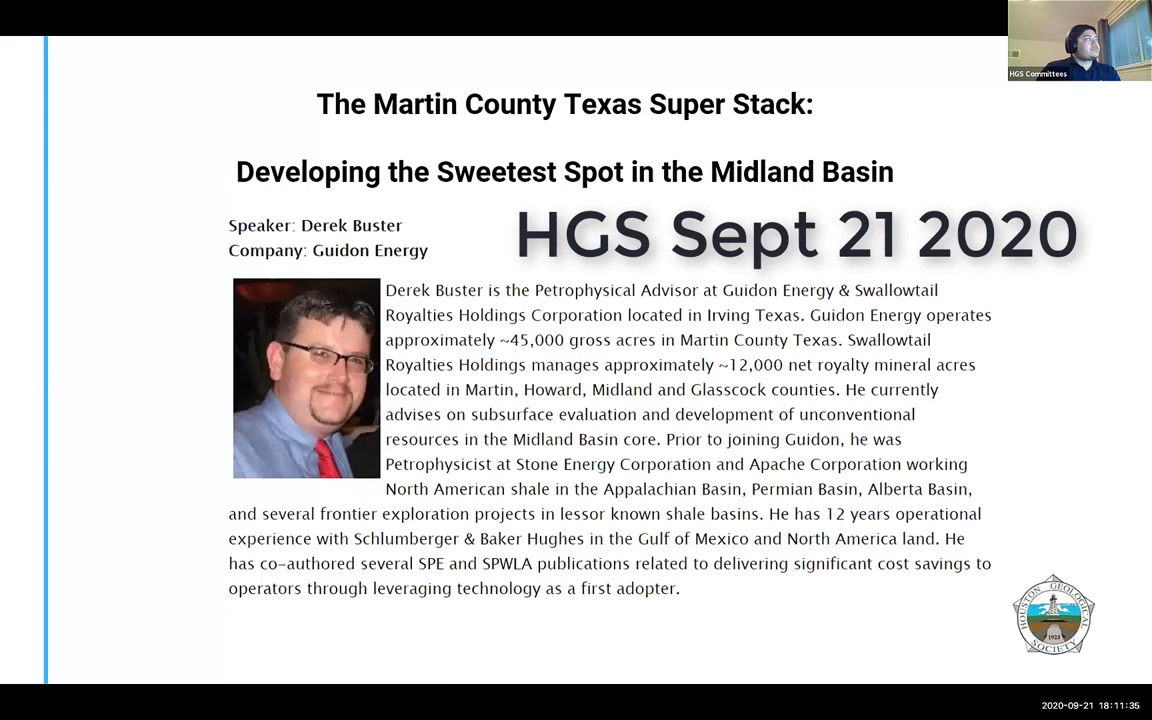 HGS Committees
The Martin County Texas Super Stack:
Developing the Sweetest Spot in the Midland Basin
Speaker: Derek Buster
Company: Guidon Energy
HGS Sept 21 2020
Derek Buster is the Petrophysical Advisor at Guidon Energy & Swallowtail
Royalties Holdings Corporation located in Irving Texas. Guidon Energy operates
approximately ~45,000 gross acres in Martin County Texas. Swallowtail
Royalties Holdings manages approximately ~12,000 net royalty mineral acres
located in Martin, Howard, Midland and Glasscock counties. He currently
advises on subsurface evaluation and development of unconventional
resources in the Midland Basin core. Prior to joining Guidon, he was
Petrophysicist at Stone Energy Corporation and Apache Corporation working
North American shale in the Appalachian Basin, Permian Basin, Alberta Basin,
and several frontier exploration projects in lessor known shale basins. He has 12 years operational
experience with Schlumberger & Baker Hughes in the Gulf of Mexico and North America land. He
has co-authored several SPE and SPWLA publications related to delivering significant cost savings to
operators through leveraging technology as a first adopter.
HOUSTON GEOLOGICAL SOCIETY
1923
2020-09-21 18:11:35